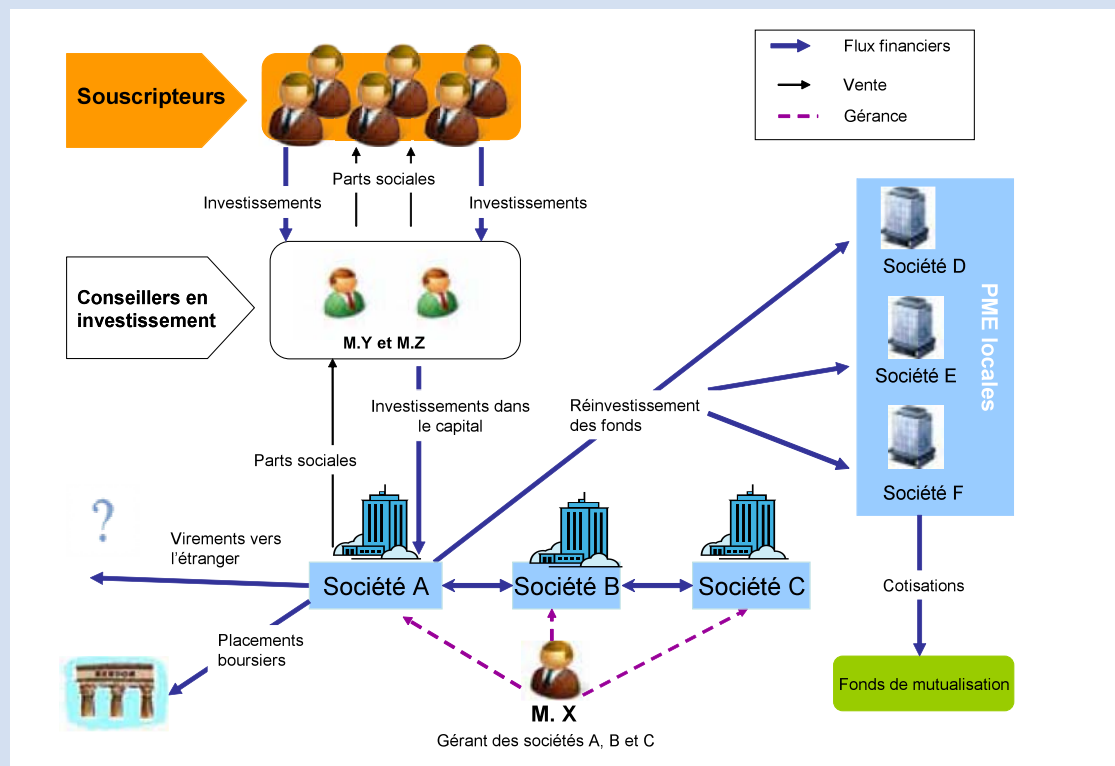 Souscripteurs
Flux financiers
Vente
Gérance
Parts sociales
Investissements
Investissements
Conseillers en
investissement
M.Y et M.Z
Société D
Société E
Société F
PME locales
Investissements dans
le capital
Réinvestissement
des fonds
Parts sociales
?
Virements vers
l'étranger
Société A
Société B
Société C
Cotisations
Placements
boursiers
Fonds de mutualisation
M. X
Gérant des sociétés A, B et C